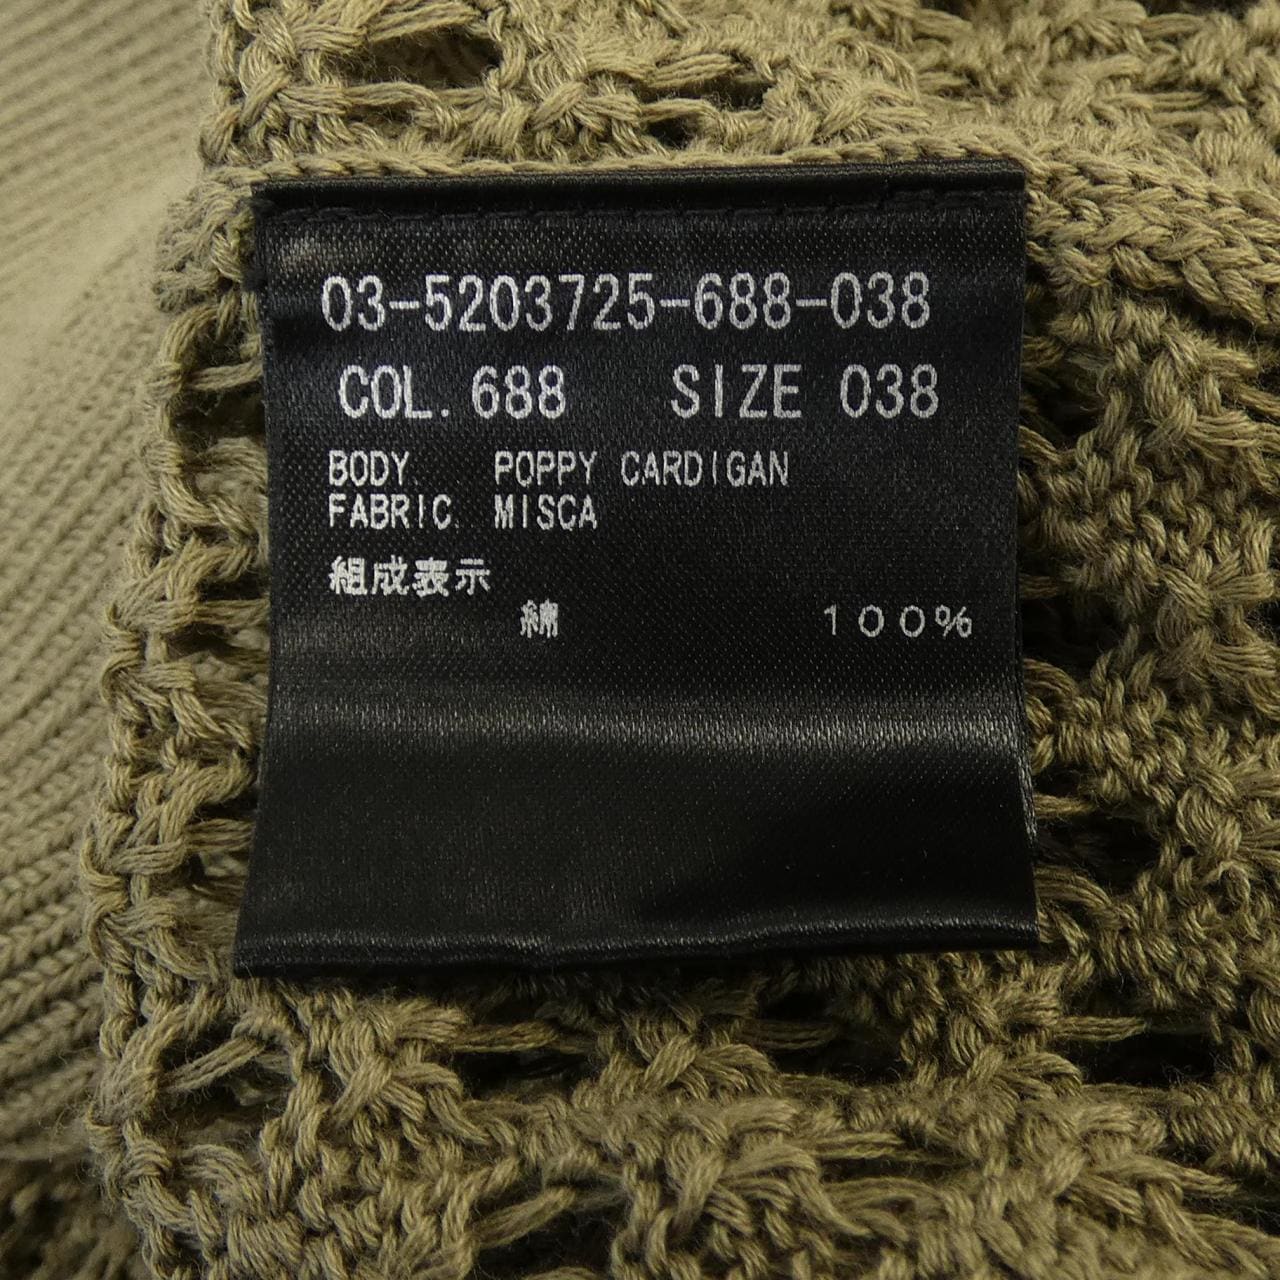 03-5203725-688-038
COL. 688 SIZE 038
BODY. POPPY CARDIGAN
FABRIC. MISCA
組成表示
綿 100%